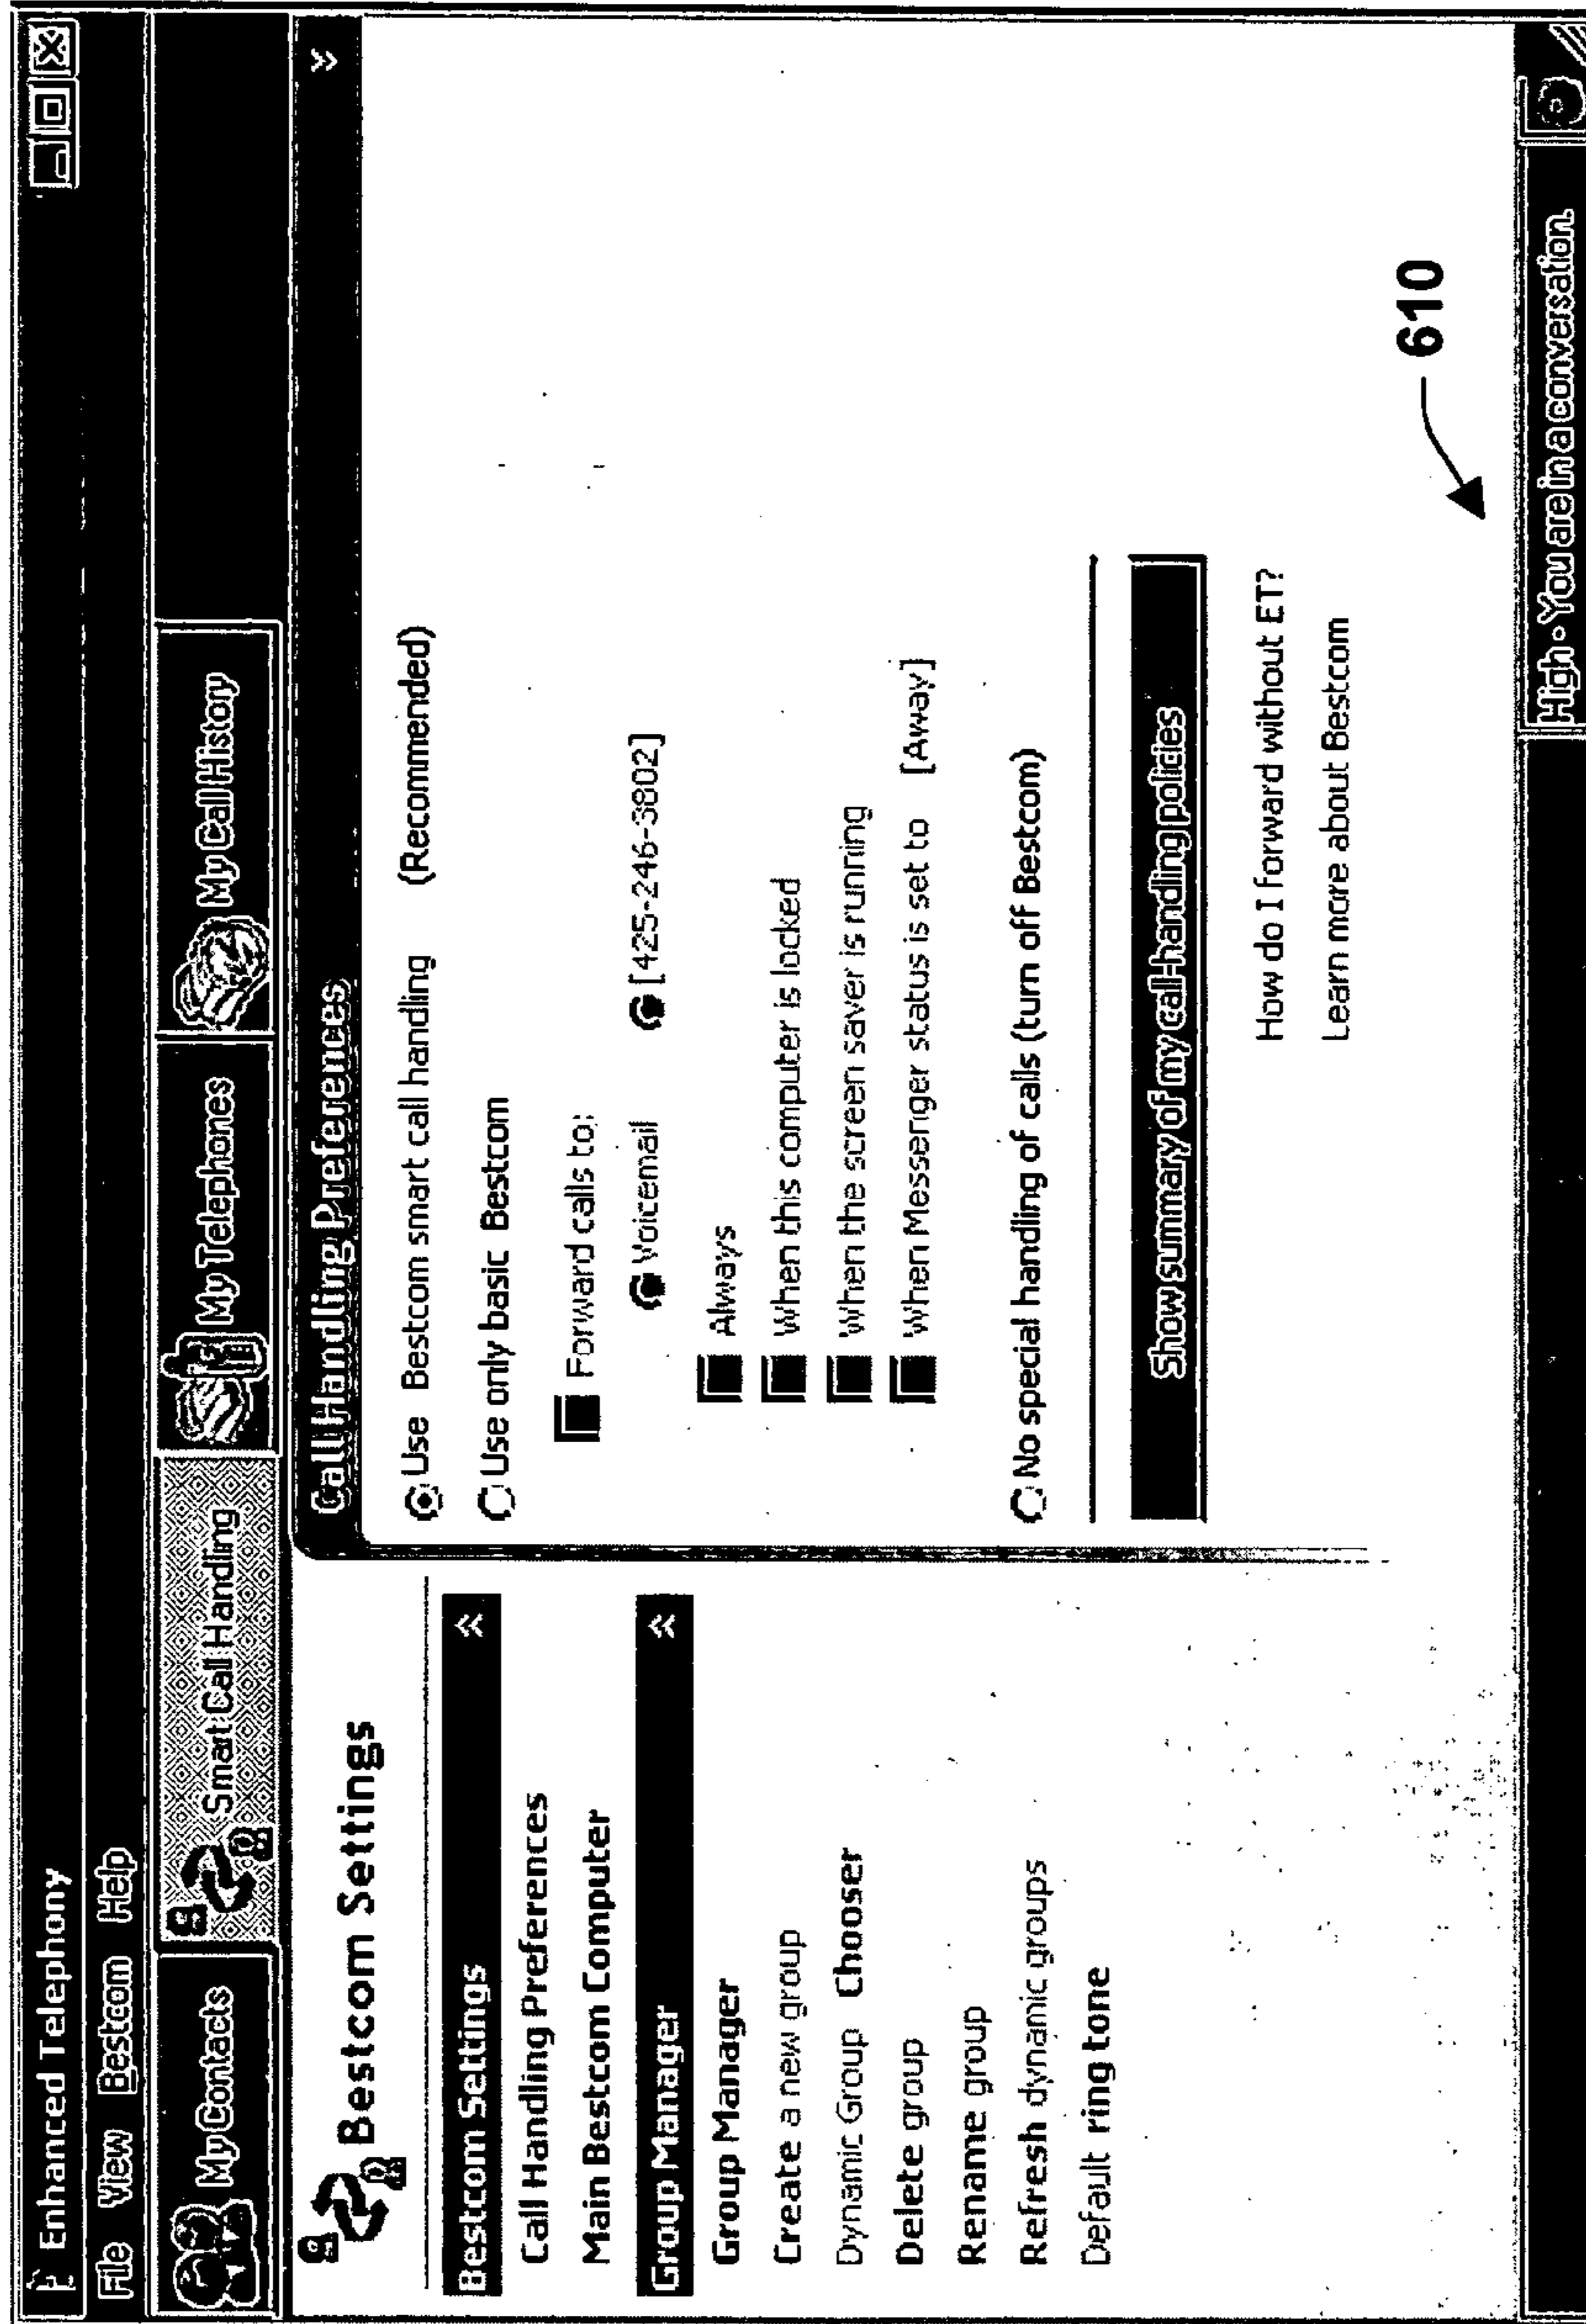 Enhanced Telephony
File View Bestcom Help
My Contacts Smart Call Handling My Telephones My Call History
Bestcom Settings
Bestcom Settings
Call Handling Preferences
Main Bestcom Computer
Group Manager
Group Manager
Create a new group
Dynamic Group Chooser
Delete group
Rename group
Refresh dynamic groups
Default ring tone
Call Handling Preferences
Use Bestcom smart call handling (Recommended)
Use only basic Bestcom
Forward calls to:
Voicemail [425-246-3802]
Always
When this computer is locked
When the screen saver is running
When Messenger status is set to [Away]
No special handling of calls (turn off Bestcom)
Show summary of my call-handling policies
How do I forward without ET?
Learn more about Bestcom
610
High - You are in a conversation.